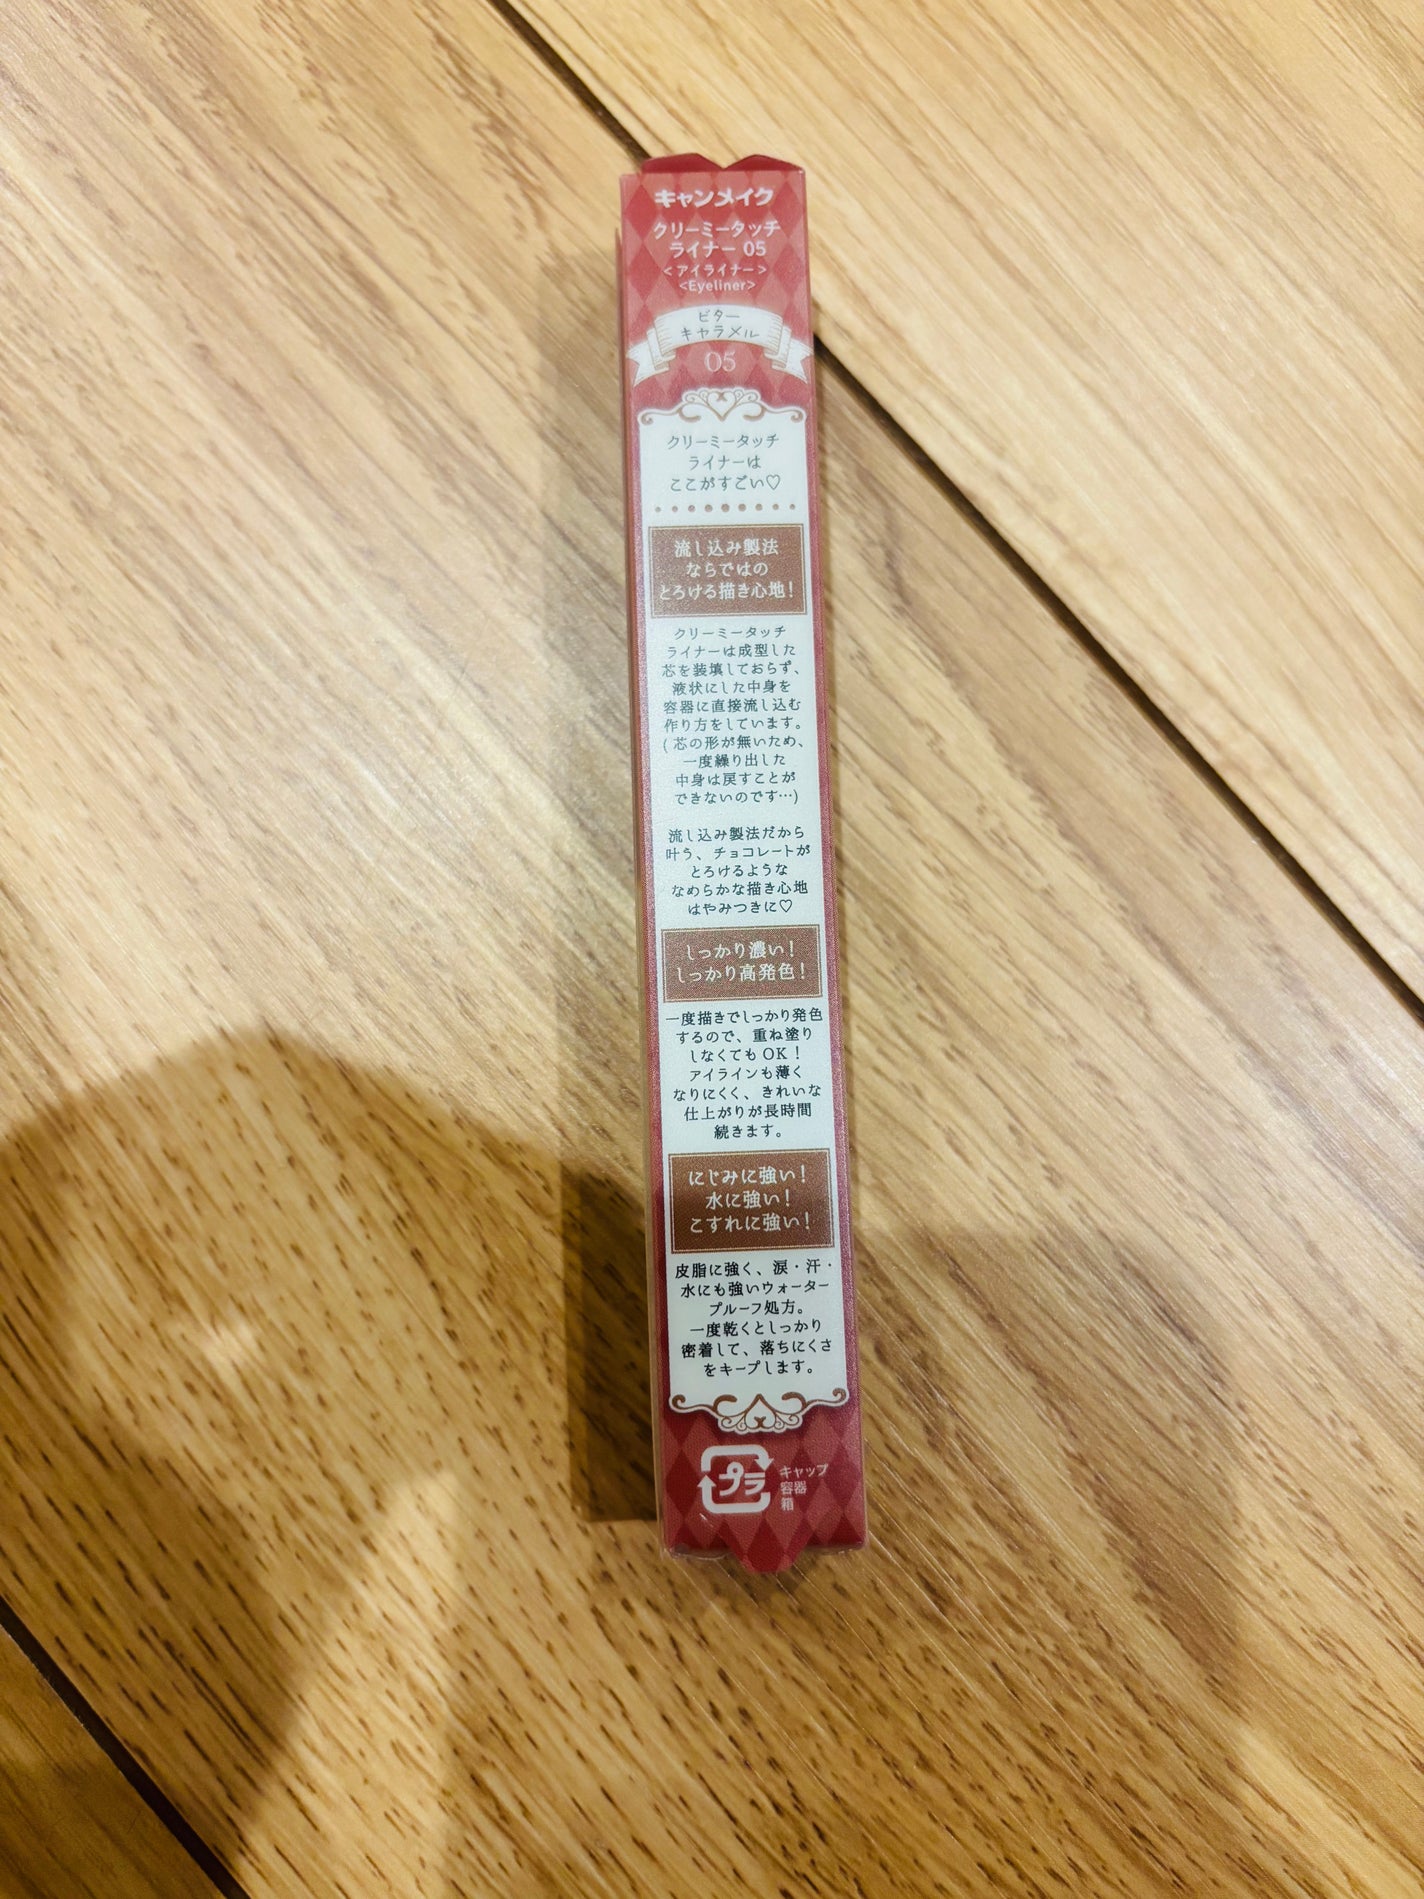 キャンメイク
クリーミータッチ
ライナー 05
<アイライナー>
<Eyeliner>
ビター
キャラメル
05
クリーミータッチ
ライナーは
ここがすごい♡
流し込み製法
ならではの
とろける描き心地！
クリーミータッチ
ライナーは成型した
芯を装填しておらず、
液状にした中身を
容器に直接流し込む
作り方をしています。
(芯の形が無いため、
一度繰り出した
中身は戻すことが
できないのです…)
流し込み製法だから
叶う、チョコレートが
とろけるような
なめらかな描き心地
はやみつきに♡
しっかり濃い！
しっかり高発色！
一度描きでしっかり発色
するので、重ね塗り
しなくてもOK！
アイラインも薄く
なりにくく、きれいな
仕上がりが長時間
続きます。
にじみに強い！
水に強い！
こすれに強い！
皮脂に強く、涙・汗・
水にも強いウォーター
プルーフ処方。
一度乾くとしっかり
密着して、落ちにくさ
をキープします。
プラ
キャップ
容器
箱